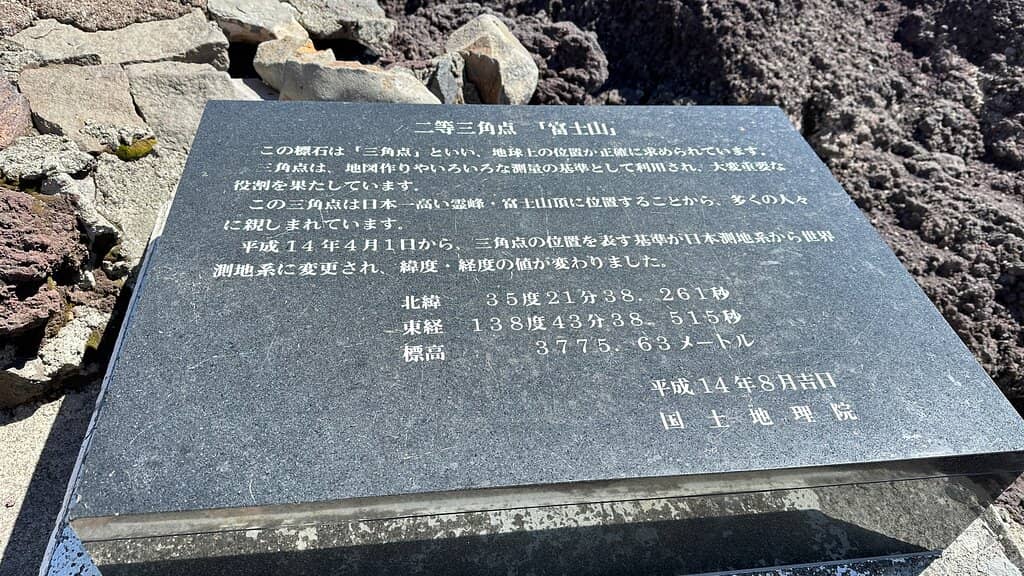 二等三角点 「富士山」
この標石は「三角点」といい、地球上の位置が正確に求められています。
三角点は、地図作りやいろいろな測量の基準として利用され、大変重要な
役割を果たしています。
この三角点は日本一高い霊峰・富士山頂に位置することから、多くの人々
に親しまれています。
平成14年4月1日から、三角点の位置を表す基準が日本測地系から世界
測地系に変更され、緯度・経度の値が変わりました。
北緯 35度21分38.261秒
東経 138度43分38.515秒
標高 3775.63メートル
平成14年8月吉日
国土地理院